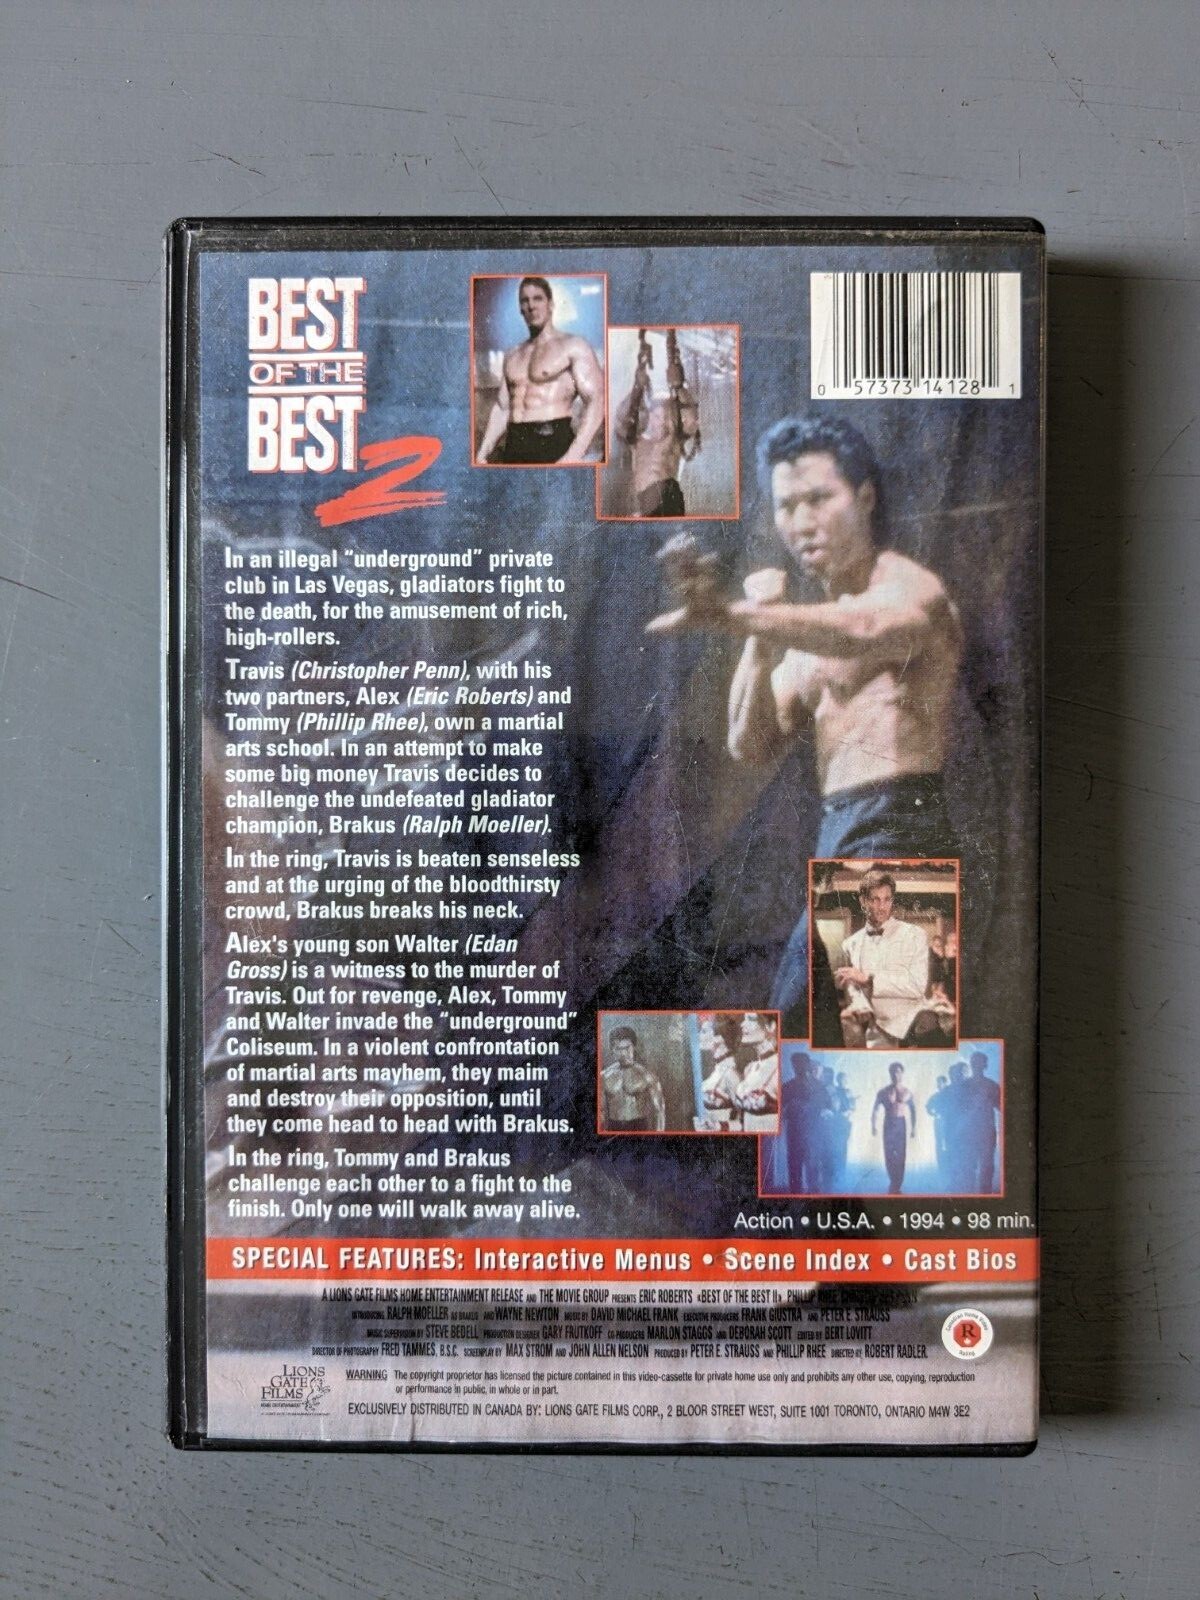 BEST
OF THE
BEST
2
0 57373 14128 1
In an illegal “underground” private
club in Las Vegas, gladiators fight to
the death, for the amusement of rich,
high-rollers.
Travis (Christopher Penn), with his
two partners, Alex (Eric Roberts) and
Tommy (Phillip Rhee), own a martial
arts school. In an attempt to make
some big money Travis decides to
challenge the undefeated gladiator
champion, Brakus (Ralph Moeller).
In the ring, Travis is beaten senseless
and at the urging of the bloodthirsty
crowd, Brakus breaks his neck.
Alex's young son Walter (Edan
Gross) is a witness to the murder of
Travis. Out for revenge, Alex, Tommy
and Walter invade the “underground”
Coliseum. In a violent confrontation
of martial arts mayhem, they maim
and destroy their opposition, until
they come head to head with Brakus.
In the ring, Tommy and Brakus
challenge each other to a fight to the
finish. Only one will walk away alive.
Action • U.S.A. • 1994 • 98 min.
SPECIAL FEATURES: Interactive Menus • Scene Index • Cast Bios
A LIONS GATE FILMS HOME ENTERTAINMENT RELEASE AND THE MOVIE GROUP PRESENTS ERIC ROBERTS «BEST OF THE BEST II» PHILLIP RHEE
INTRODUCING RALPH MOELLER AS BRAKUS AND WAYNE NEWTON MUSIC BY DAVID MICHAEL FRANK EXECUTIVE PRODUCERS FRANK GIUSTRA AND PETER E. STRAUSS
MUSIC SUPERVISION BY STEVE BEDELL PRODUCTION DESIGNER GARY FRUTKOFF CO-PRODUCERS MARLON STAGGS AND DEBORAH SCOTT EDITED BY BERT LOVITT
DIRECTOR OF PHOTOGRAPHY FRED TAMMES, B.S.C. SCREENPLAY BY MAX STROM AND JOHN ALLEN NELSON PRODUCED BY PETER E. STRAUSS AND PHILLIP RHEE DIRECTED BY ROBERT RADLER
Canadian Home Video
R
Rating
LIONS
GATE
FILMS
HOME ENTERTAINMENT
WARNING The copyright proprietor has licensed the picture contained in this video-cassette for private home use only and prohibits any other use, copying, reproduction
or performance in public, in whole or in part.
EXCLUSIVELY DISTRIBUTED IN CANADA BY: LIONS GATE FILMS CORP., 2 BLOOR STREET WEST, SUITE 1001 TORONTO, ONTARIO M4W 3E2